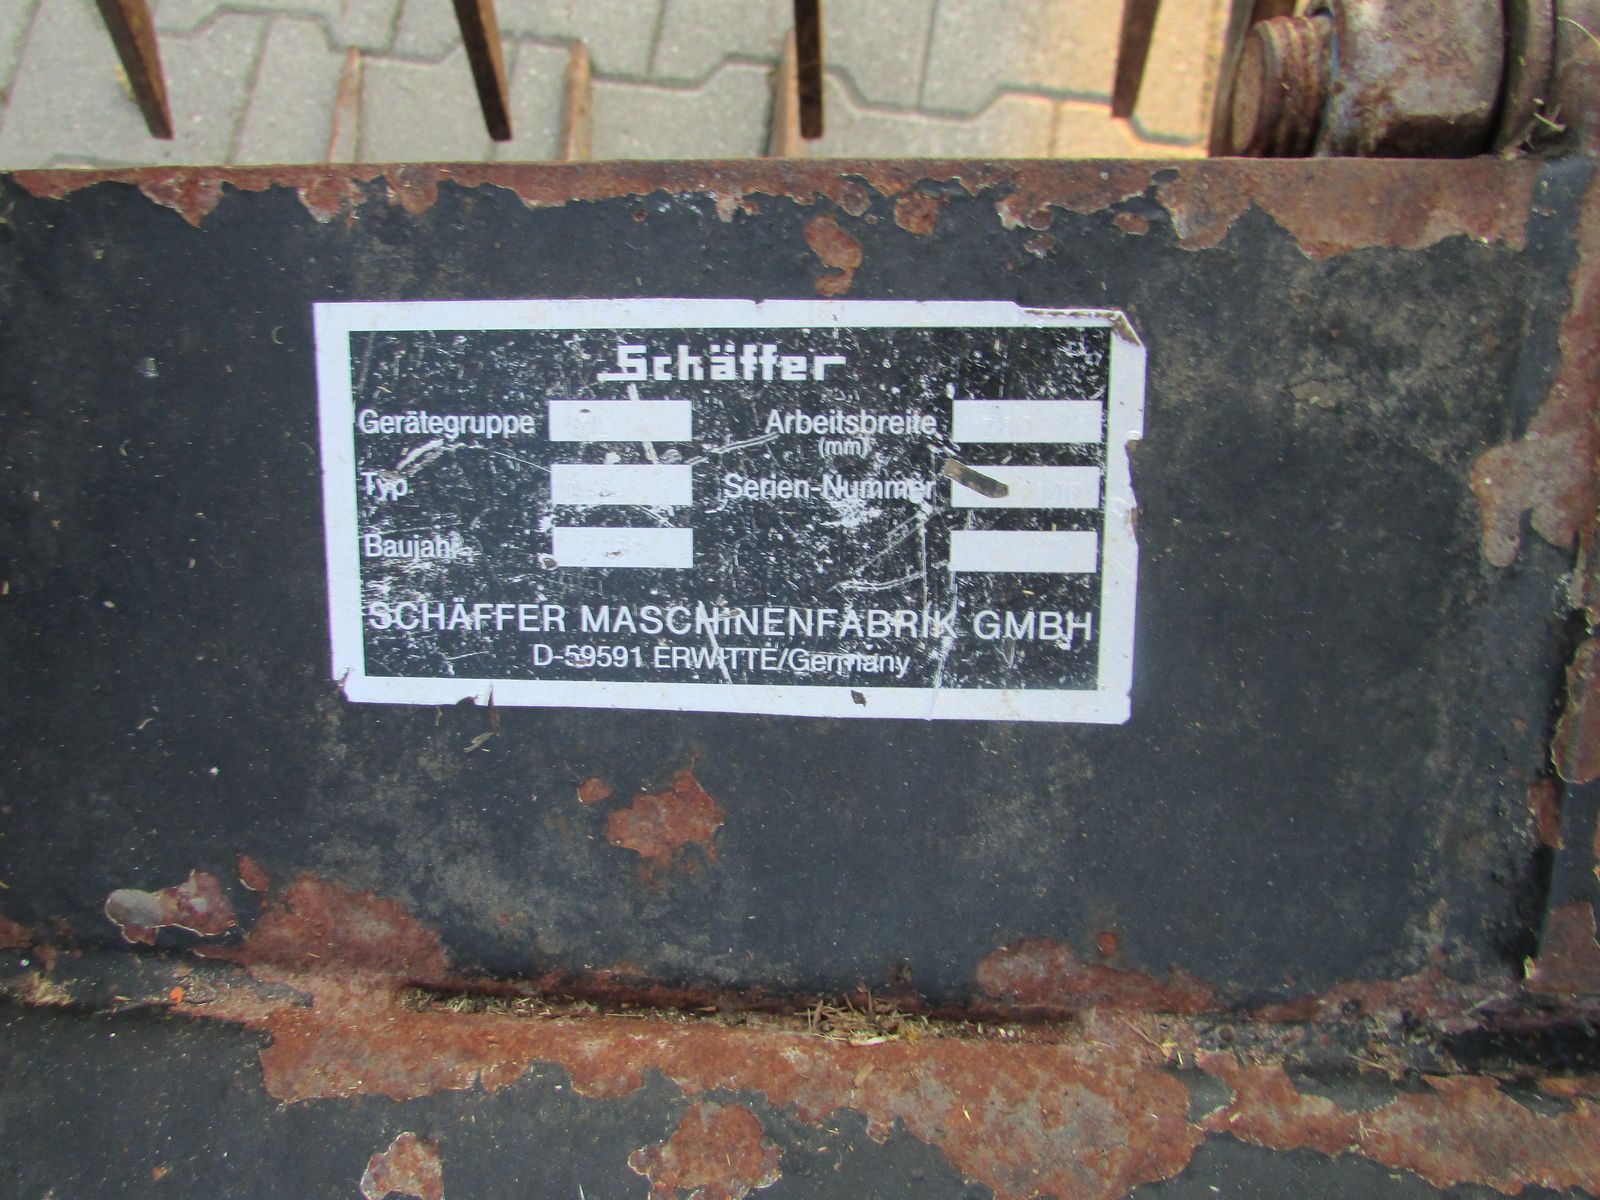 Schäffer
Gerätegruppe
Arbeitsbreite
(mm)
Typ
Serien-Nummer
Baujahr
SCHÄFFER MASCHINENFABRIK GMBH
D-59591 ERWITTE/Germany